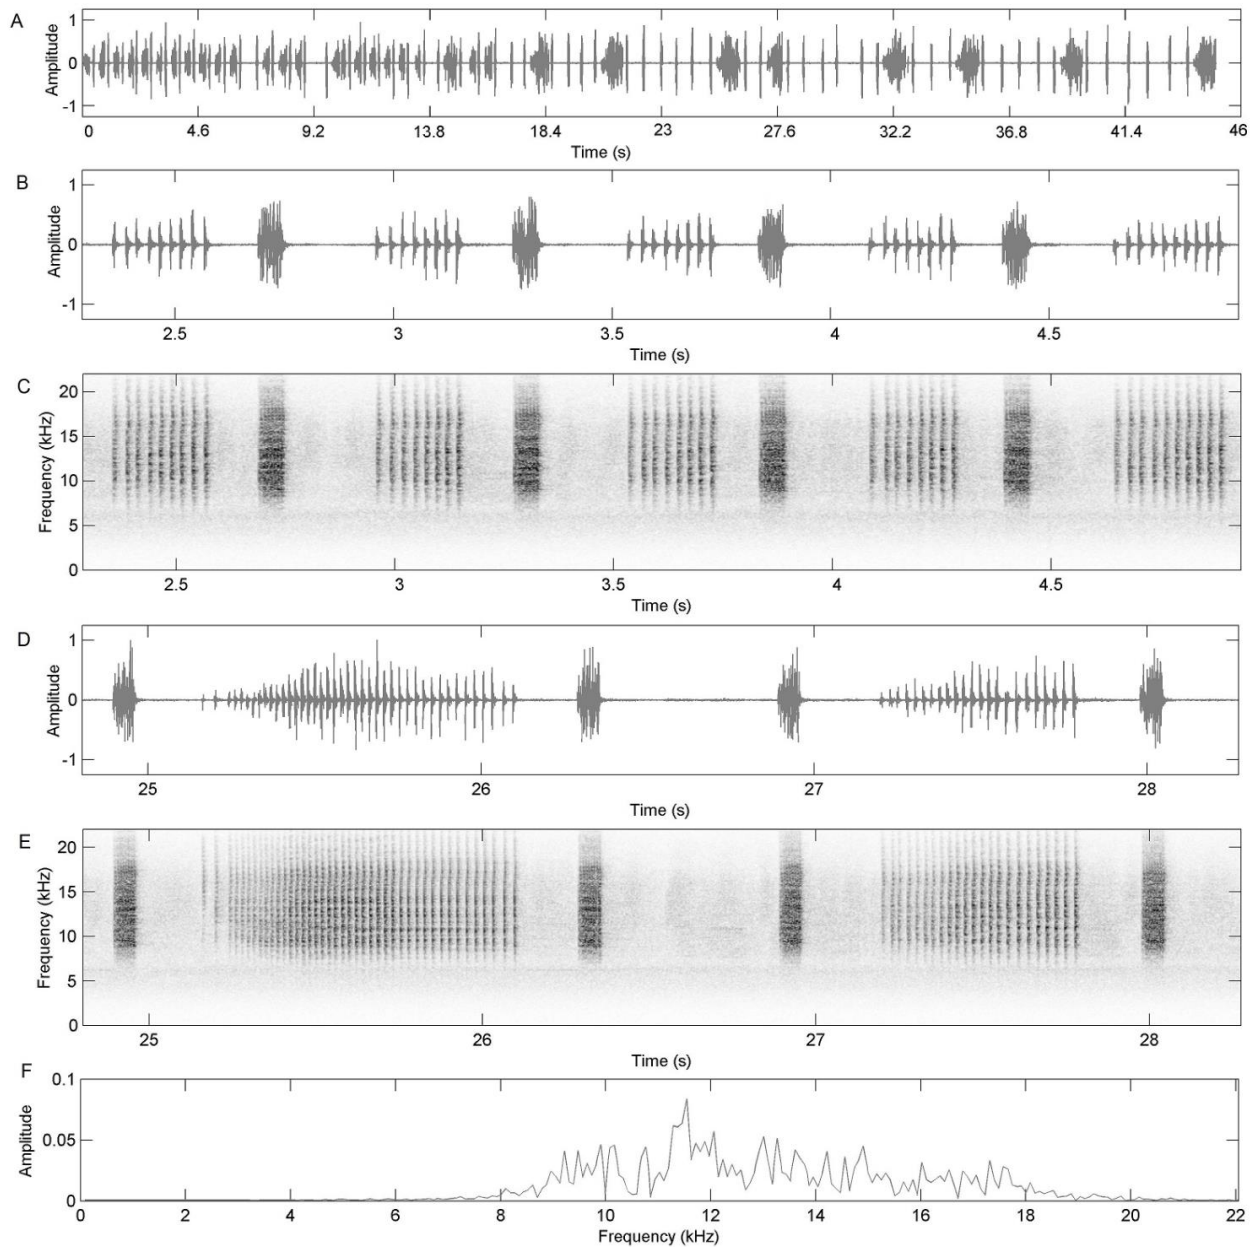 A
Amplitude
1
0
-1
0 4.6 9.2 13.8 18.4 23 27.6 32.2 36.8 41.4 46
Time (s)
B
Amplitude
1
0
-1
2.5 3 3.5 4 4.5
Time (s)
C
Frequency (kHz)
20
15
10
5
0
2.5 3 3.5 4 4.5
Time (s)
D
Amplitude
1
0
-1
25 26 27 28
Time (s)
E
Frequency (kHz)
20
15
10
5
0
25 26 27 28
Time (s)
F
Amplitude
0.1
0.05
0
0 2 4 6 8 10 12 14 16 18 20 22
Frequency (kHz)